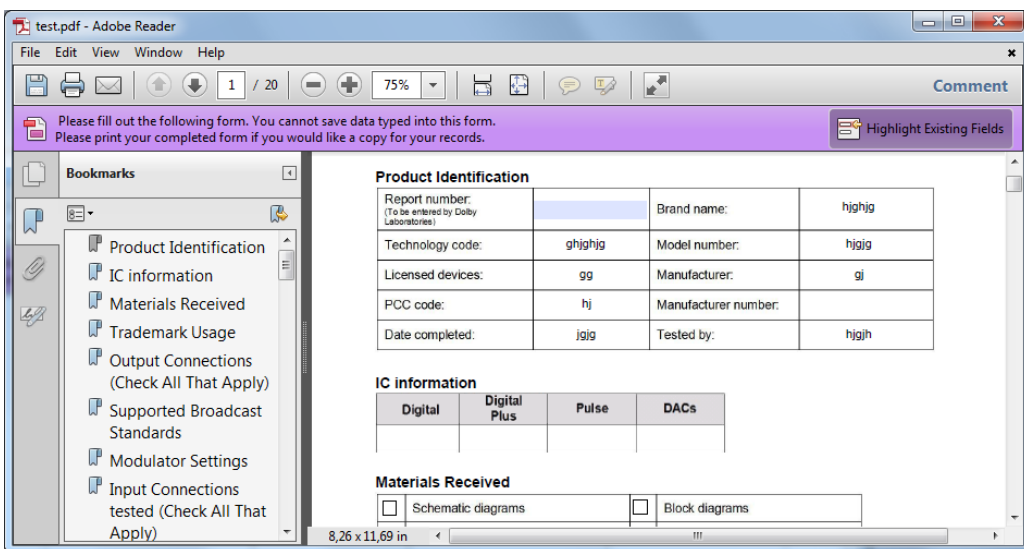 test.pdf - Adobe Reader
File Edit View Window Help
1 / 20 75% Comment
Please fill out the following form. You cannot save data typed into this form.
Please print your completed form if you would like a copy for your records.
Highlight Existing Fields
Bookmarks
Product Identification
IC information
Materials Received
Trademark Usage
Output Connections
(Check All That Apply)
Supported Broadcast
Standards
Modulator Settings
Input Connections
tested (Check All That
Apply)
Product Identification
Report number:
(To be entered by Dolby
Laboratories)
Brand name: hjghjg
Technology code: ghjghjg Model number: hjgjg
Licensed devices: gg Manufacturer: gj
PCC code: hj Manufacturer number:
Date completed: jgjg Tested by: hjgjh
IC information
Digital Digital Plus Pulse DACs
Materials Received
Schematic diagrams Block diagrams
8,26 x 11,69 in